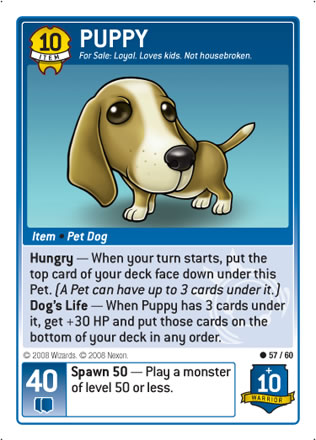 10
ITEM
PUPPY
For Sale: Loyal. Loves kids. Not housebroken.
Item • Pet Dog
Hungry — When your turn starts, put the
top card of your deck face down under this
Pet. (A Pet can have up to 3 cards under it.)
Dog's Life — When Puppy has 3 cards under
it, get +30 HP and put those cards on the
bottom of your deck in any order.
© 2008 Wizards. © 2008 Nexon.
● 57 / 60
40
Spawn 50 — Play a monster
of level 50 or less.
+
10
WARRIOR